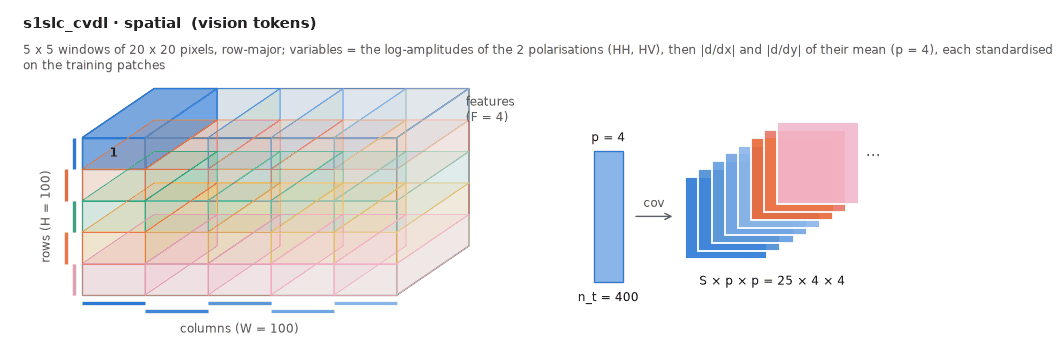 s1slc_cvdl · spatial  (vision tokens)
5 x 5 windows of 20 x 20 pixels, row-major; variables = the log-amplitudes of the 2 polarisations (HH, HV), then |d/dx| and |d/dy| of their mean (p = 4), each standardised
on the training patches
features
(F = 4)
1
rows (H = 100)
columns (W = 100)
p = 4
n_t = 400
cov
...
S × p × p = 25 × 4 × 4